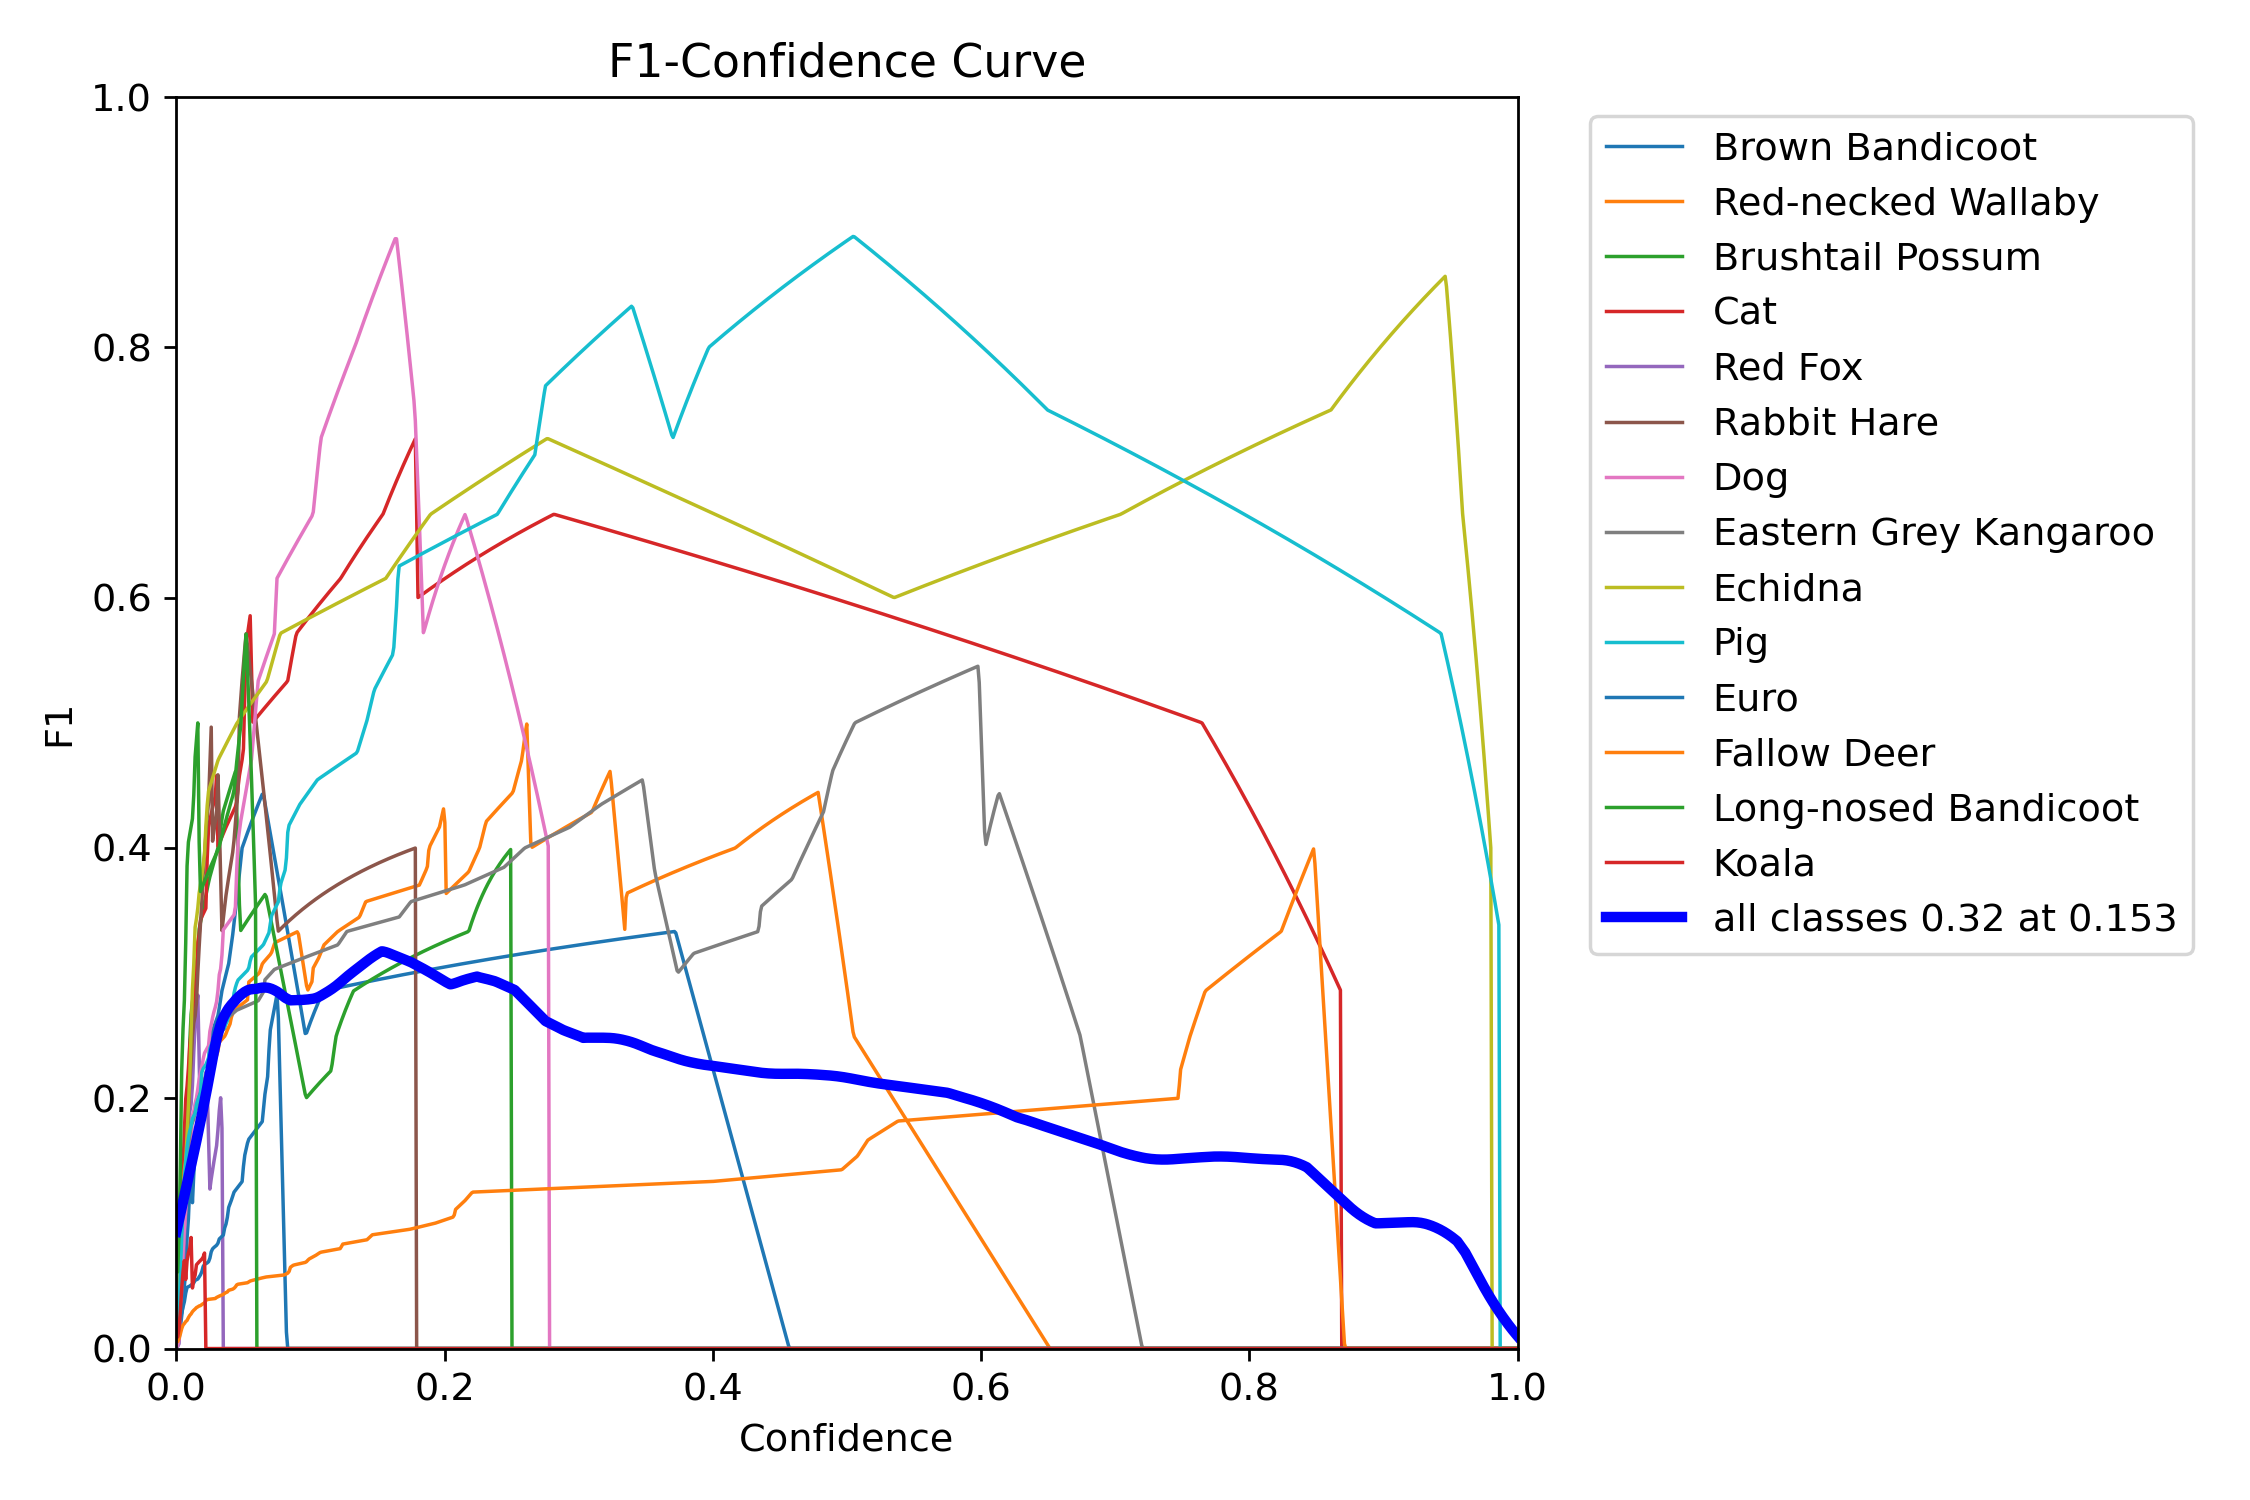 F1-Confidence Curve
1.0
0.8
0.6
0.4
0.2
0.0
F1
0.0 0.2 0.4 0.6 0.8 1.0
Confidence
Brown Bandicoot
Red-necked Wallaby
Brushtail Possum
Cat
Red Fox
Rabbit Hare
Dog
Eastern Grey Kangaroo
Echidna
Pig
Euro
Fallow Deer
Long-nosed Bandicoot
Koala
all classes 0.32 at 0.153